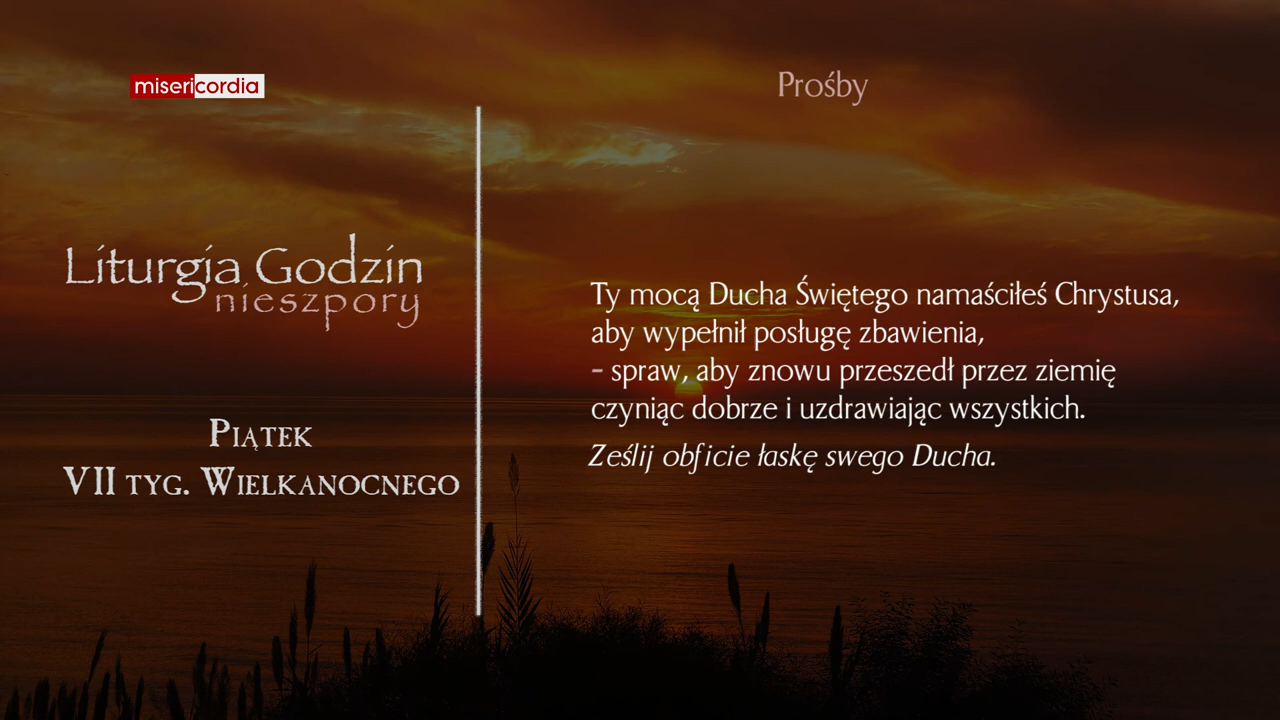 misericordia
Prośby
Liturgia Godzin
nieszpory
Piątek
VII tyg. Wielkanocnego
Ty mocą Ducha Świętego namaściłeś Chrystusa,
aby wypełnił posługę zbawienia,
- spraw, aby znowu przeszedł przez ziemię
czyniąc dobrze i uzdrawiając wszystkich.
Ześlij obficie łaskę swego Ducha.